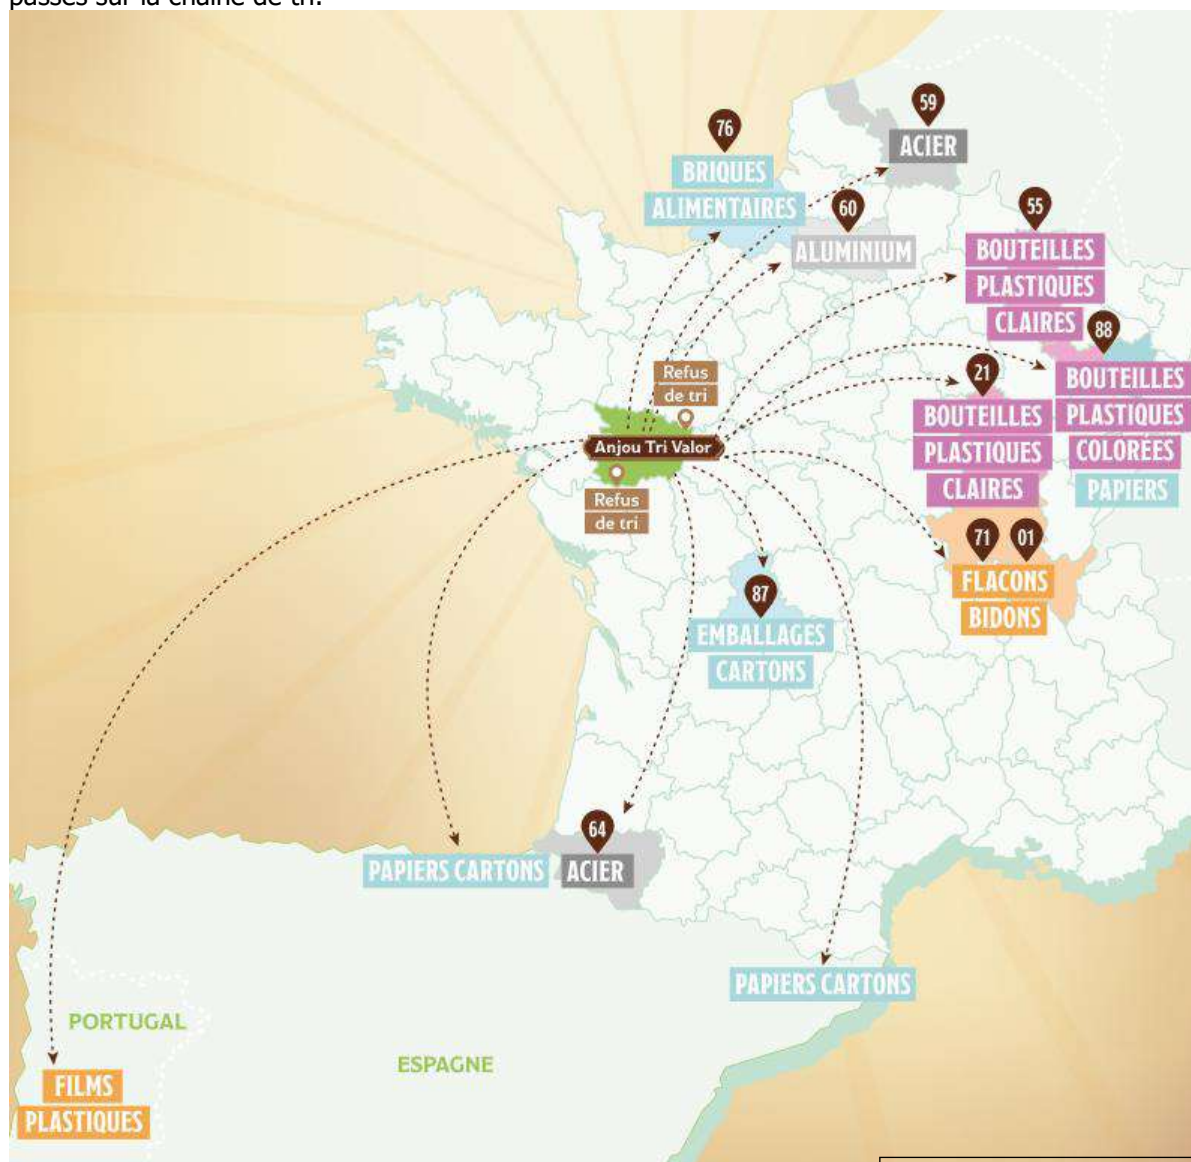 passés sur la chaîne de tri.
59
ACIER
76
BRIQUES
ALIMENTAIRES
60
ALUMINIUM
55
BOUTEILLES
PLASTIQUES
CLAIRES
88
BOUTEILLES
PLASTIQUES
COLORÉES
PAPIERS
21
BOUTEILLES
PLASTIQUES
CLAIRES
Refus
de tri
Anjou Tri Valor
Refus
de tri
71
01
FLACONS
BIDONS
87
EMBALLAGES
CARTONS
64
PAPIERS CARTONS
ACIER
PAPIERS CARTONS
PORTUGAL
ESPAGNE
FILMS
PLASTIQUES